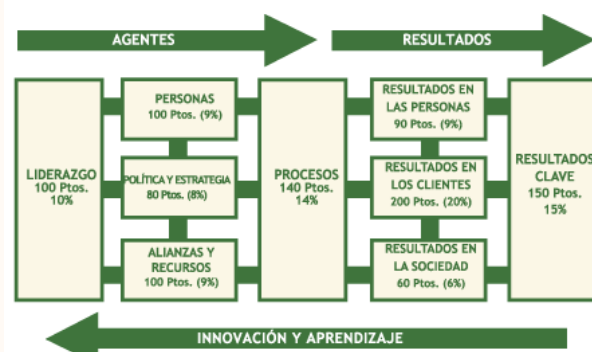 AGENTES
RESULTADOS
LIDERAZGO
100 Ptos.
10%
PERSONAS
100 Ptos. (9%)
POLÍTICA Y ESTRATEGIA
80 Ptos. (8%)
ALIANZAS Y
RECURSOS
100 Ptos. (9%)
PROCESOS
140 Ptos.
14%
RESULTADOS EN
LAS PERSONAS
90 Ptos. (9%)
RESULTADOS EN
LOS CLIENTES
200 Ptos. (20%)
RESULTADOS EN
LA SOCIEDAD
60 Ptos. (6%)
RESULTADOS
CLAVE
150 Ptos.
15%
INNOVACIÓN Y APRENDIZAJE